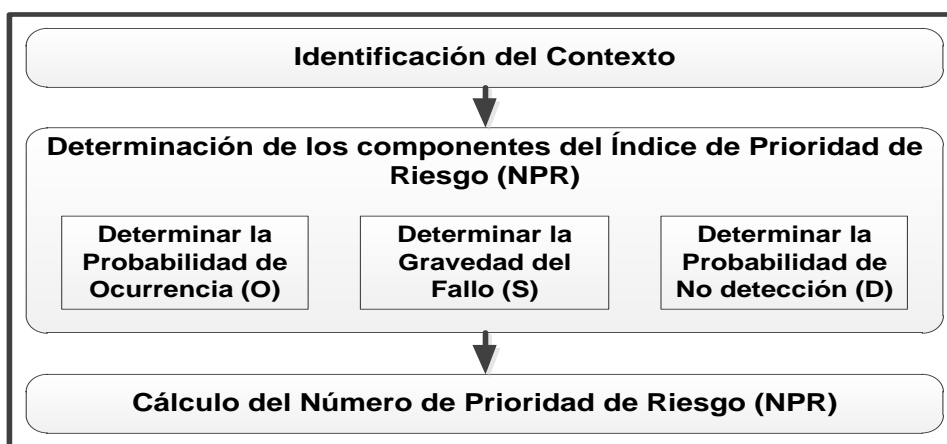 Identificación del Contexto
Determinación de los componentes del Índice de Prioridad de
Riesgo (NPR)
Determinar la
Probabilidad de
Ocurrencia (O)
Determinar la
Gravedad del
Fallo (S)
Determinar la
Probabilidad de
No detección (D)
Cálculo del Número de Prioridad de Riesgo (NPR)